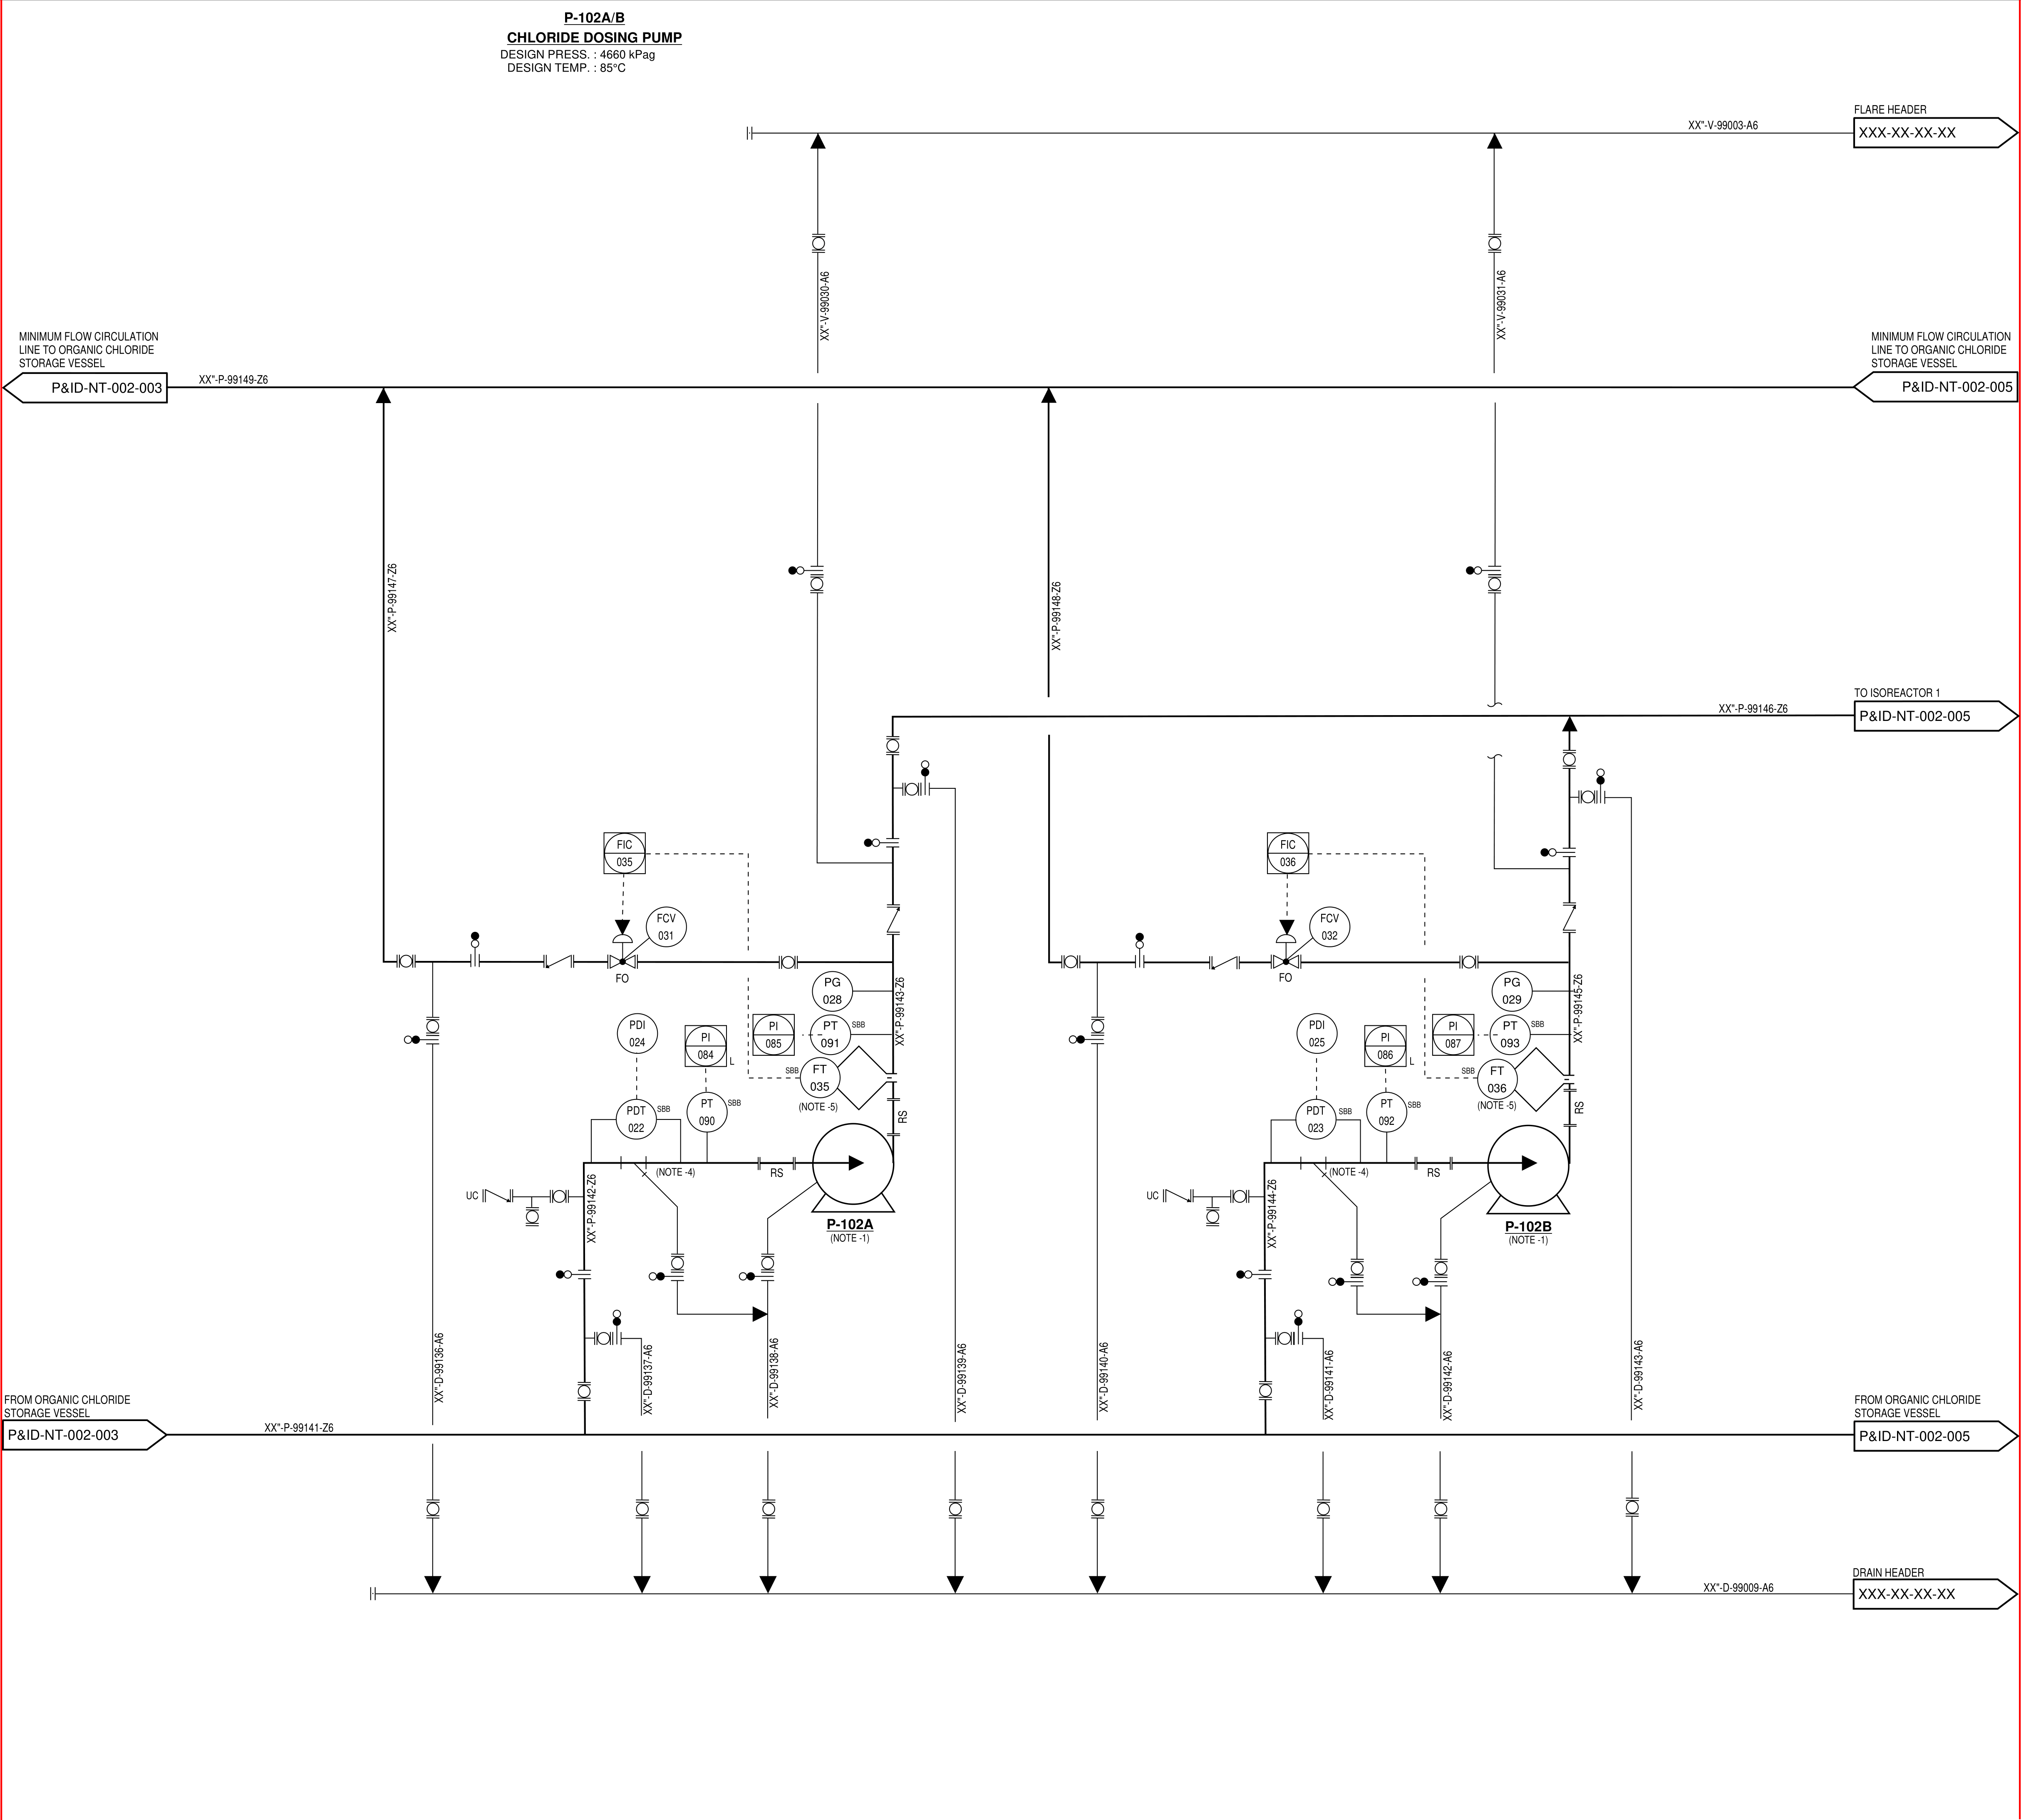 P-102A/B
CHLORIDE DOSING PUMP
DESIGN PRESS. : 4660 kPag
DESIGN TEMP. : 85°C
FLARE HEADER
XX"-V-99003-A6
XXX-XX-XX-XX
XX"-V-99030-A6
XX"-V-99031-A6
MINIMUM FLOW CIRCULATION
LINE TO ORGANIC CHLORIDE
STORAGE VESSEL
P&ID-NT-002-003
XX"-P-99149-Z6
MINIMUM FLOW CIRCULATION
LINE TO ORGANIC CHLORIDE
STORAGE VESSEL
P&ID-NT-002-005
XX"-P-99147-Z6
XX"-P-99148-Z6
TO ISOREACTOR 1
XX"-P-99146-Z6
P&ID-NT-002-005
FIC
035
FCV
031
FO
FIC
036
FCV
032
FO
PG
028
XX"-P-99143-Z6
PG
029
XX"-P-99145-Z6
PDI
024
PI
084
L
PI
085
PT
091
SBB
SBB
FT
035
(NOTE -5)
RS
PDT
022
SBB
PT
090
SBB
(NOTE -4)
RS
UC
XX"-P-99142-Z6
P-102A
(NOTE -1)
PDI
025
PI
086
L
PI
087
PT
093
SBB
SBB
FT
036
(NOTE -5)
RS
PDT
023
SBB
PT
092
SBB
(NOTE -4)
RS
UC
XX"-P-99144-Z6
P-102B
(NOTE -1)
XX"-D-99136-A6
XX"-D-99137-A6
XX"-D-99138-A6
XX"-D-99139-A6
XX"-D-99140-A6
XX"-D-99141-A6
XX"-D-99142-A6
XX"-D-99143-A6
FROM ORGANIC CHLORIDE
STORAGE VESSEL
P&ID-NT-002-003
XX"-P-99141-Z6
FROM ORGANIC CHLORIDE
STORAGE VESSEL
P&ID-NT-002-005
DRAIN HEADER
XX"-D-99009-A6
XXX-XX-XX-XX